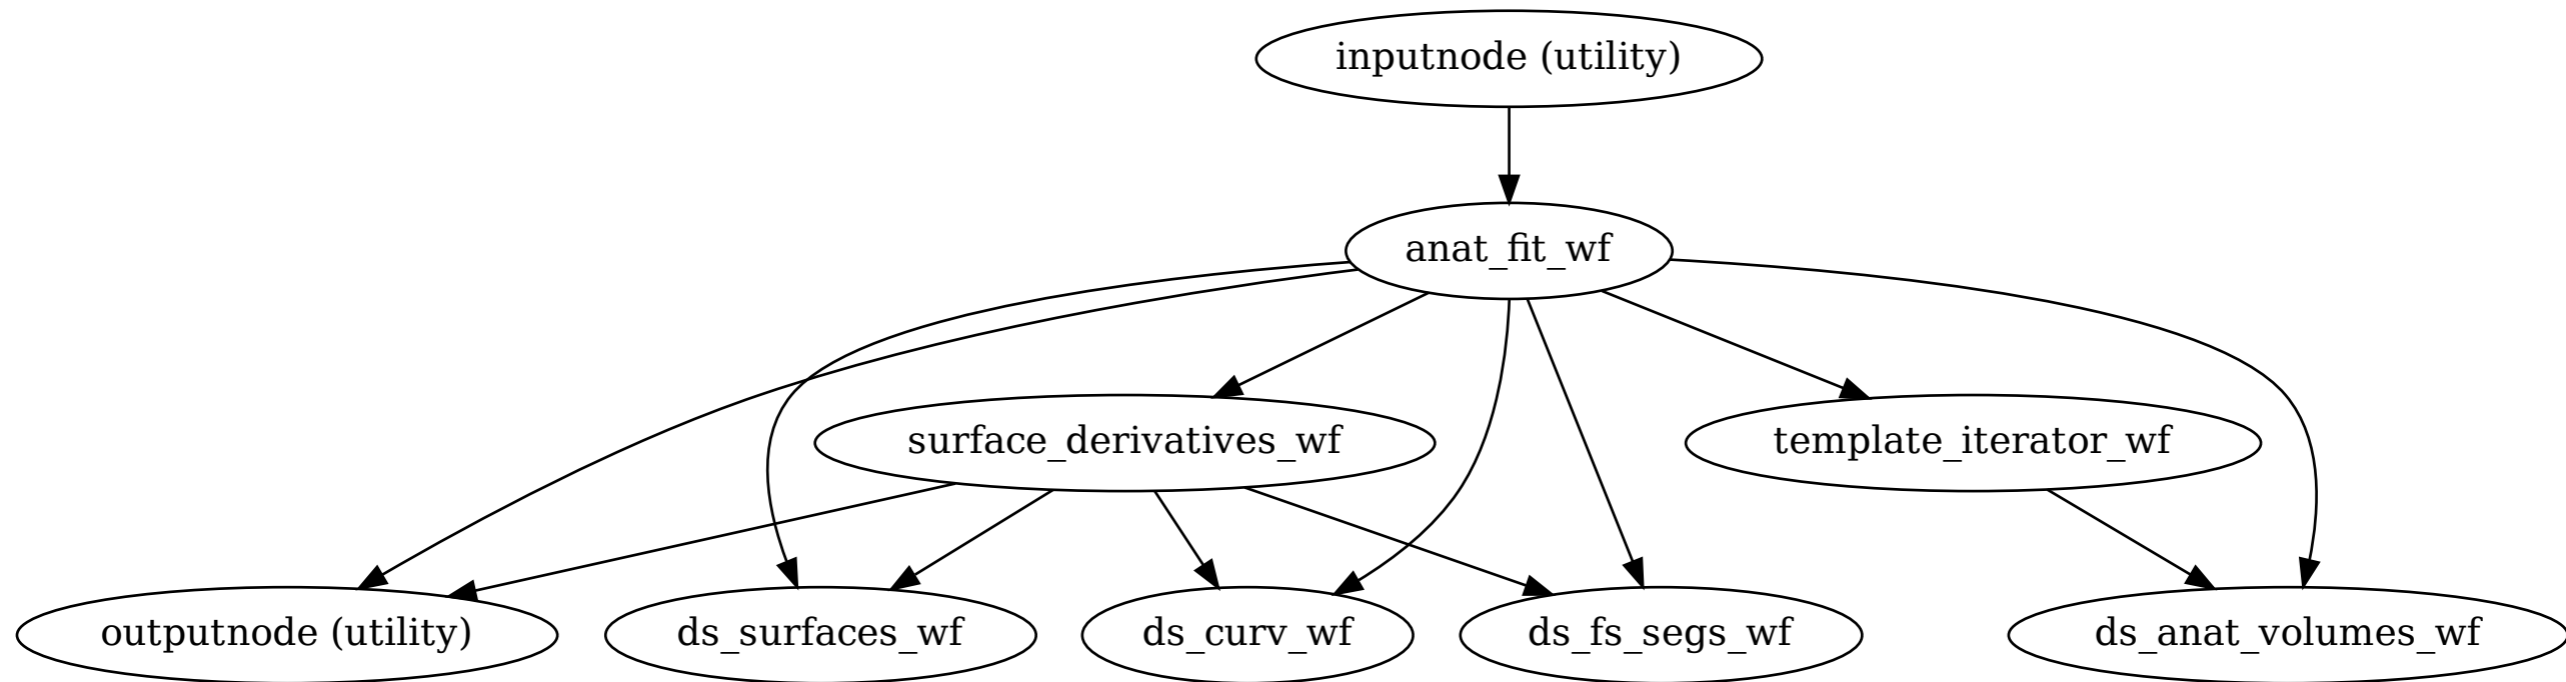 inputnode (utility)
anat_fit_wf
surface_derivatives_wf
template_iterator_wf
outputnode (utility)
ds_surfaces_wf
ds_curv_wf
ds_fs_segs_wf
ds_anat_volumes_wf